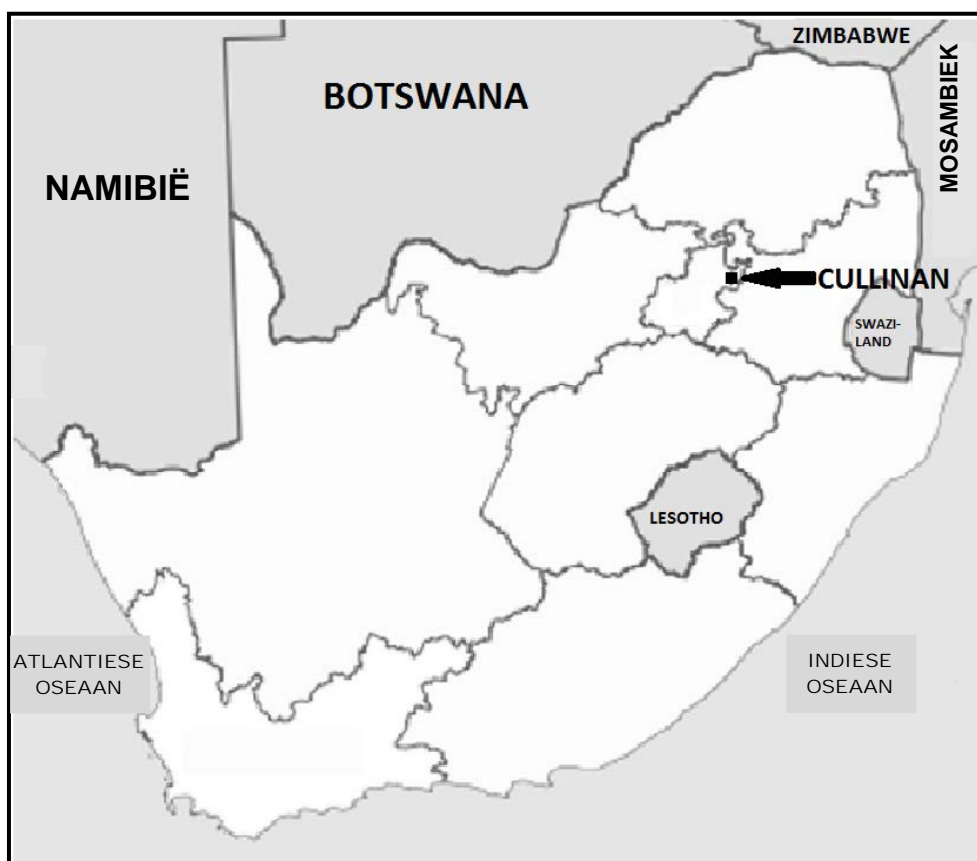 ZIMBABWE
BOTSWANA
MOSAMBIEK
NAMIBIË
CULLINAN
SWAZI-
LAND
LESOTHO
ATLANTIESE
OSEAAN
INDIESE
OSEAAN